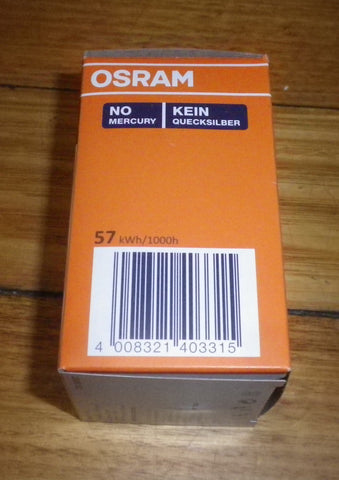 OSRAM
NO KEIN
MERCURY QUECKSILBER
57 kWh/1000h
4 008321 403315